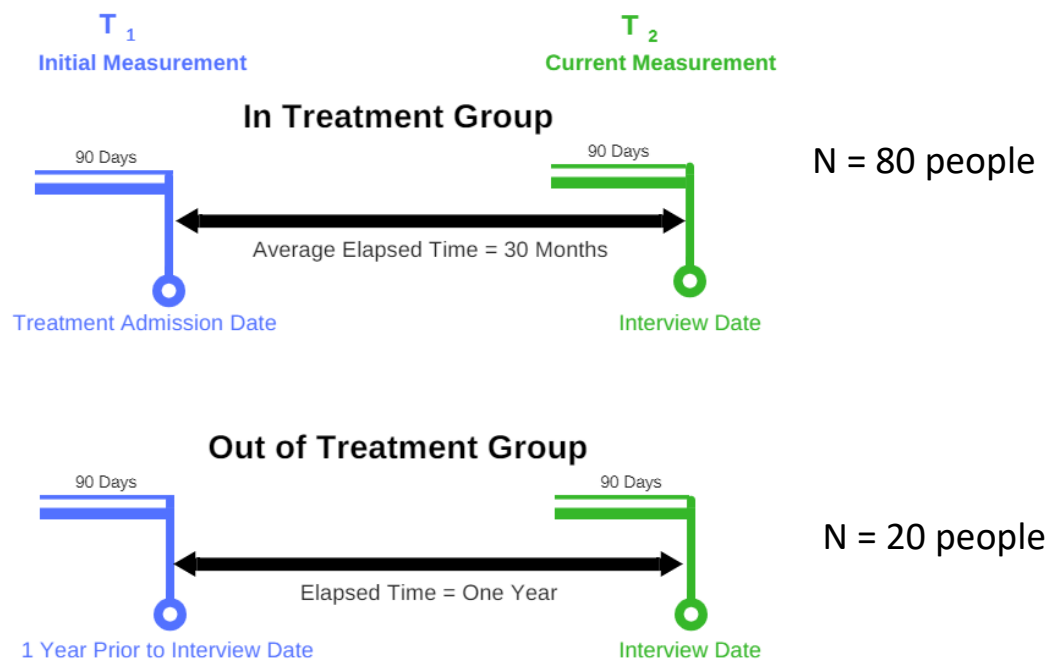 T 1
T 2
Initial Measurement
Current Measurement
In Treatment Group
90 Days
90 Days
N = 80 people
Average Elapsed Time = 30 Months
Treatment Admission Date
Interview Date
Out of Treatment Group
90 Days
90 Days
N = 20 people
Elapsed Time = One Year
1 Year Prior to Interview Date
Interview Date